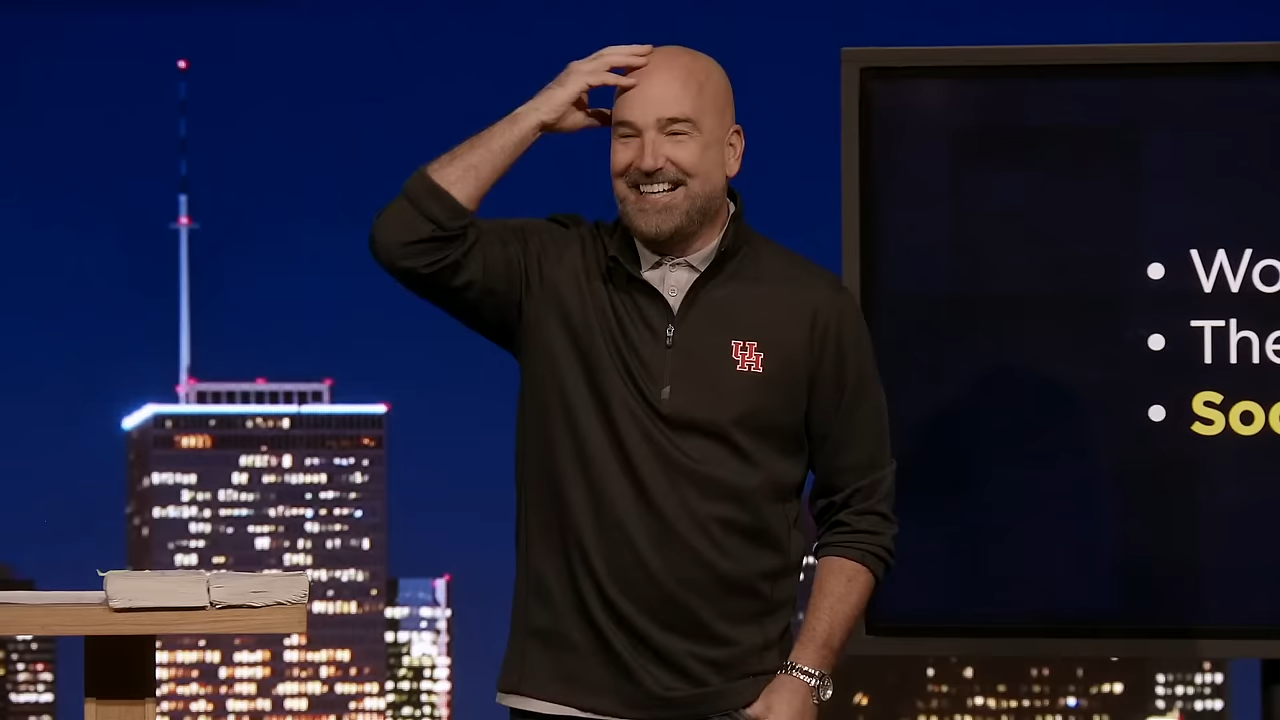 UH
• Wo
• The
• Soc